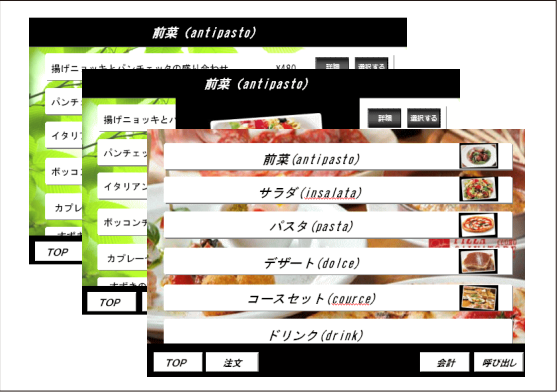 前菜 (antipasto)
揚げニョッキとパンチェッタの盛り合わせ ¥480 詳細 選択する
パンチェ
イタリア
ボッコン
カプレ
TOP
前菜 (antipasto)
揚げニョッキとパ 詳細 選択する
パンチェッ
イタリアン
ボッコンチ
カプレーゼ
TOP
前菜 (antipasto)
サラダ (insalata)
パスタ (pasta)
デザート (dolce)
コースセット (cource)
ドリンク (drink)
TOP 注文 会計 呼び出し